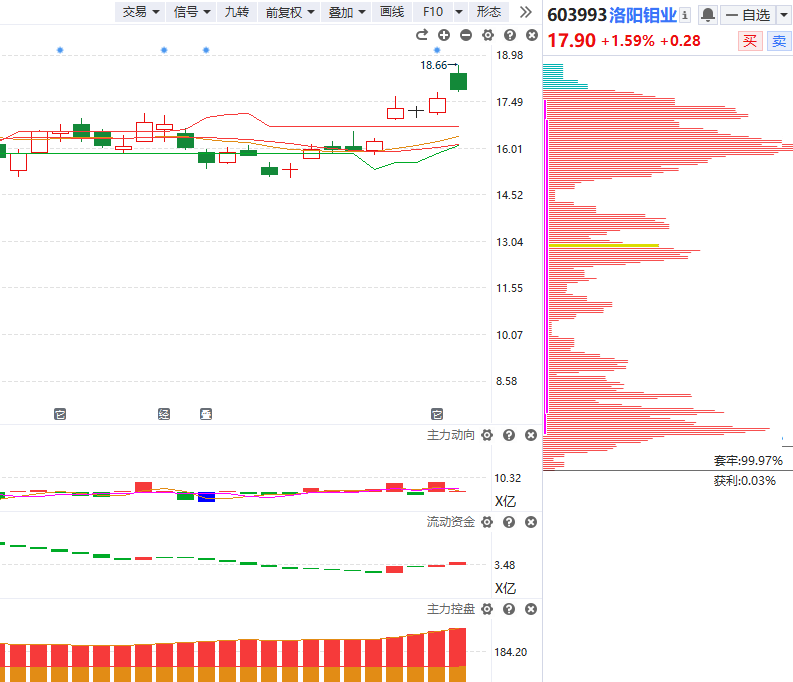 交易 信号 九转 前复权 叠加 画线 F10 形态
603993 洛阳钼业 i 自选
17.90 +1.59% +0.28 买 卖
18.98
18.66
17.49
16.01
14.52
13.04
11.55
10.07
8.58
主力动向
套牢:99.97%
10.32
获利:0.03%
X亿
流动资金
3.48
X亿
主力控盘
184.20